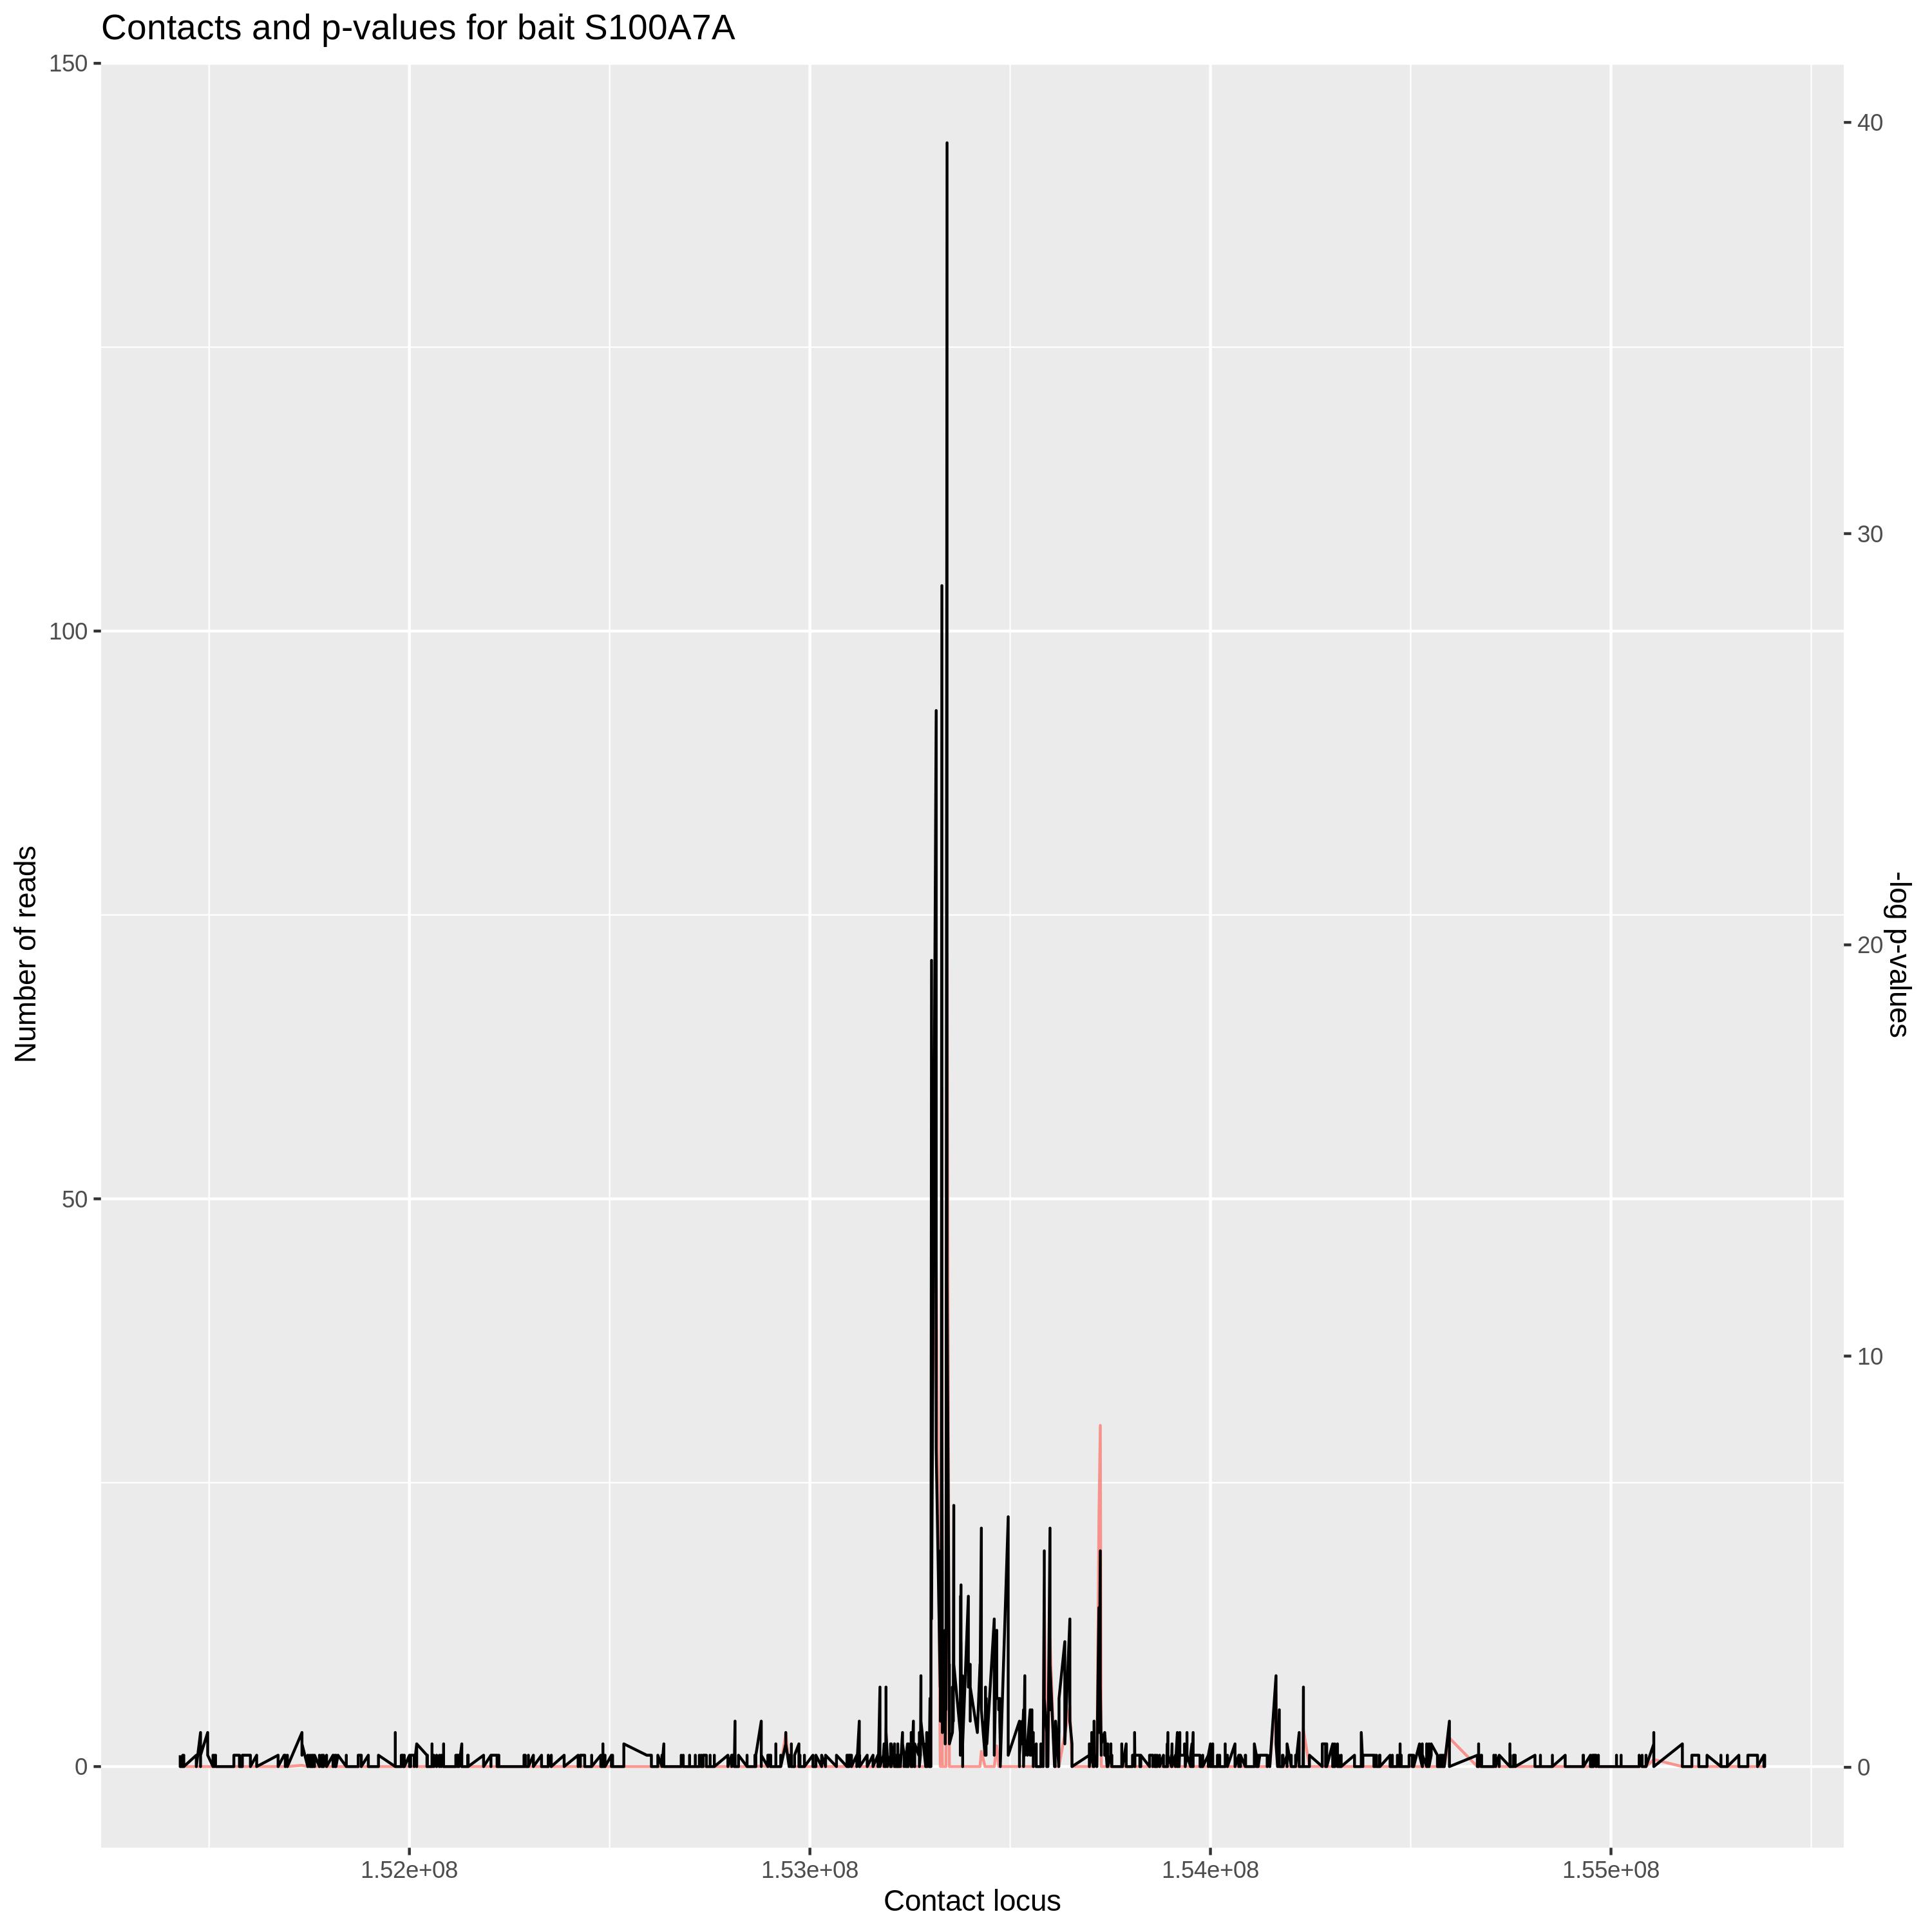 Contacts and p-values for bait S100A7A
150
100
50
0
Number of reads
40
30
20
10
0
-log p-values
1.52e+08
1.53e+08
1.54e+08
1.55e+08
Contact locus